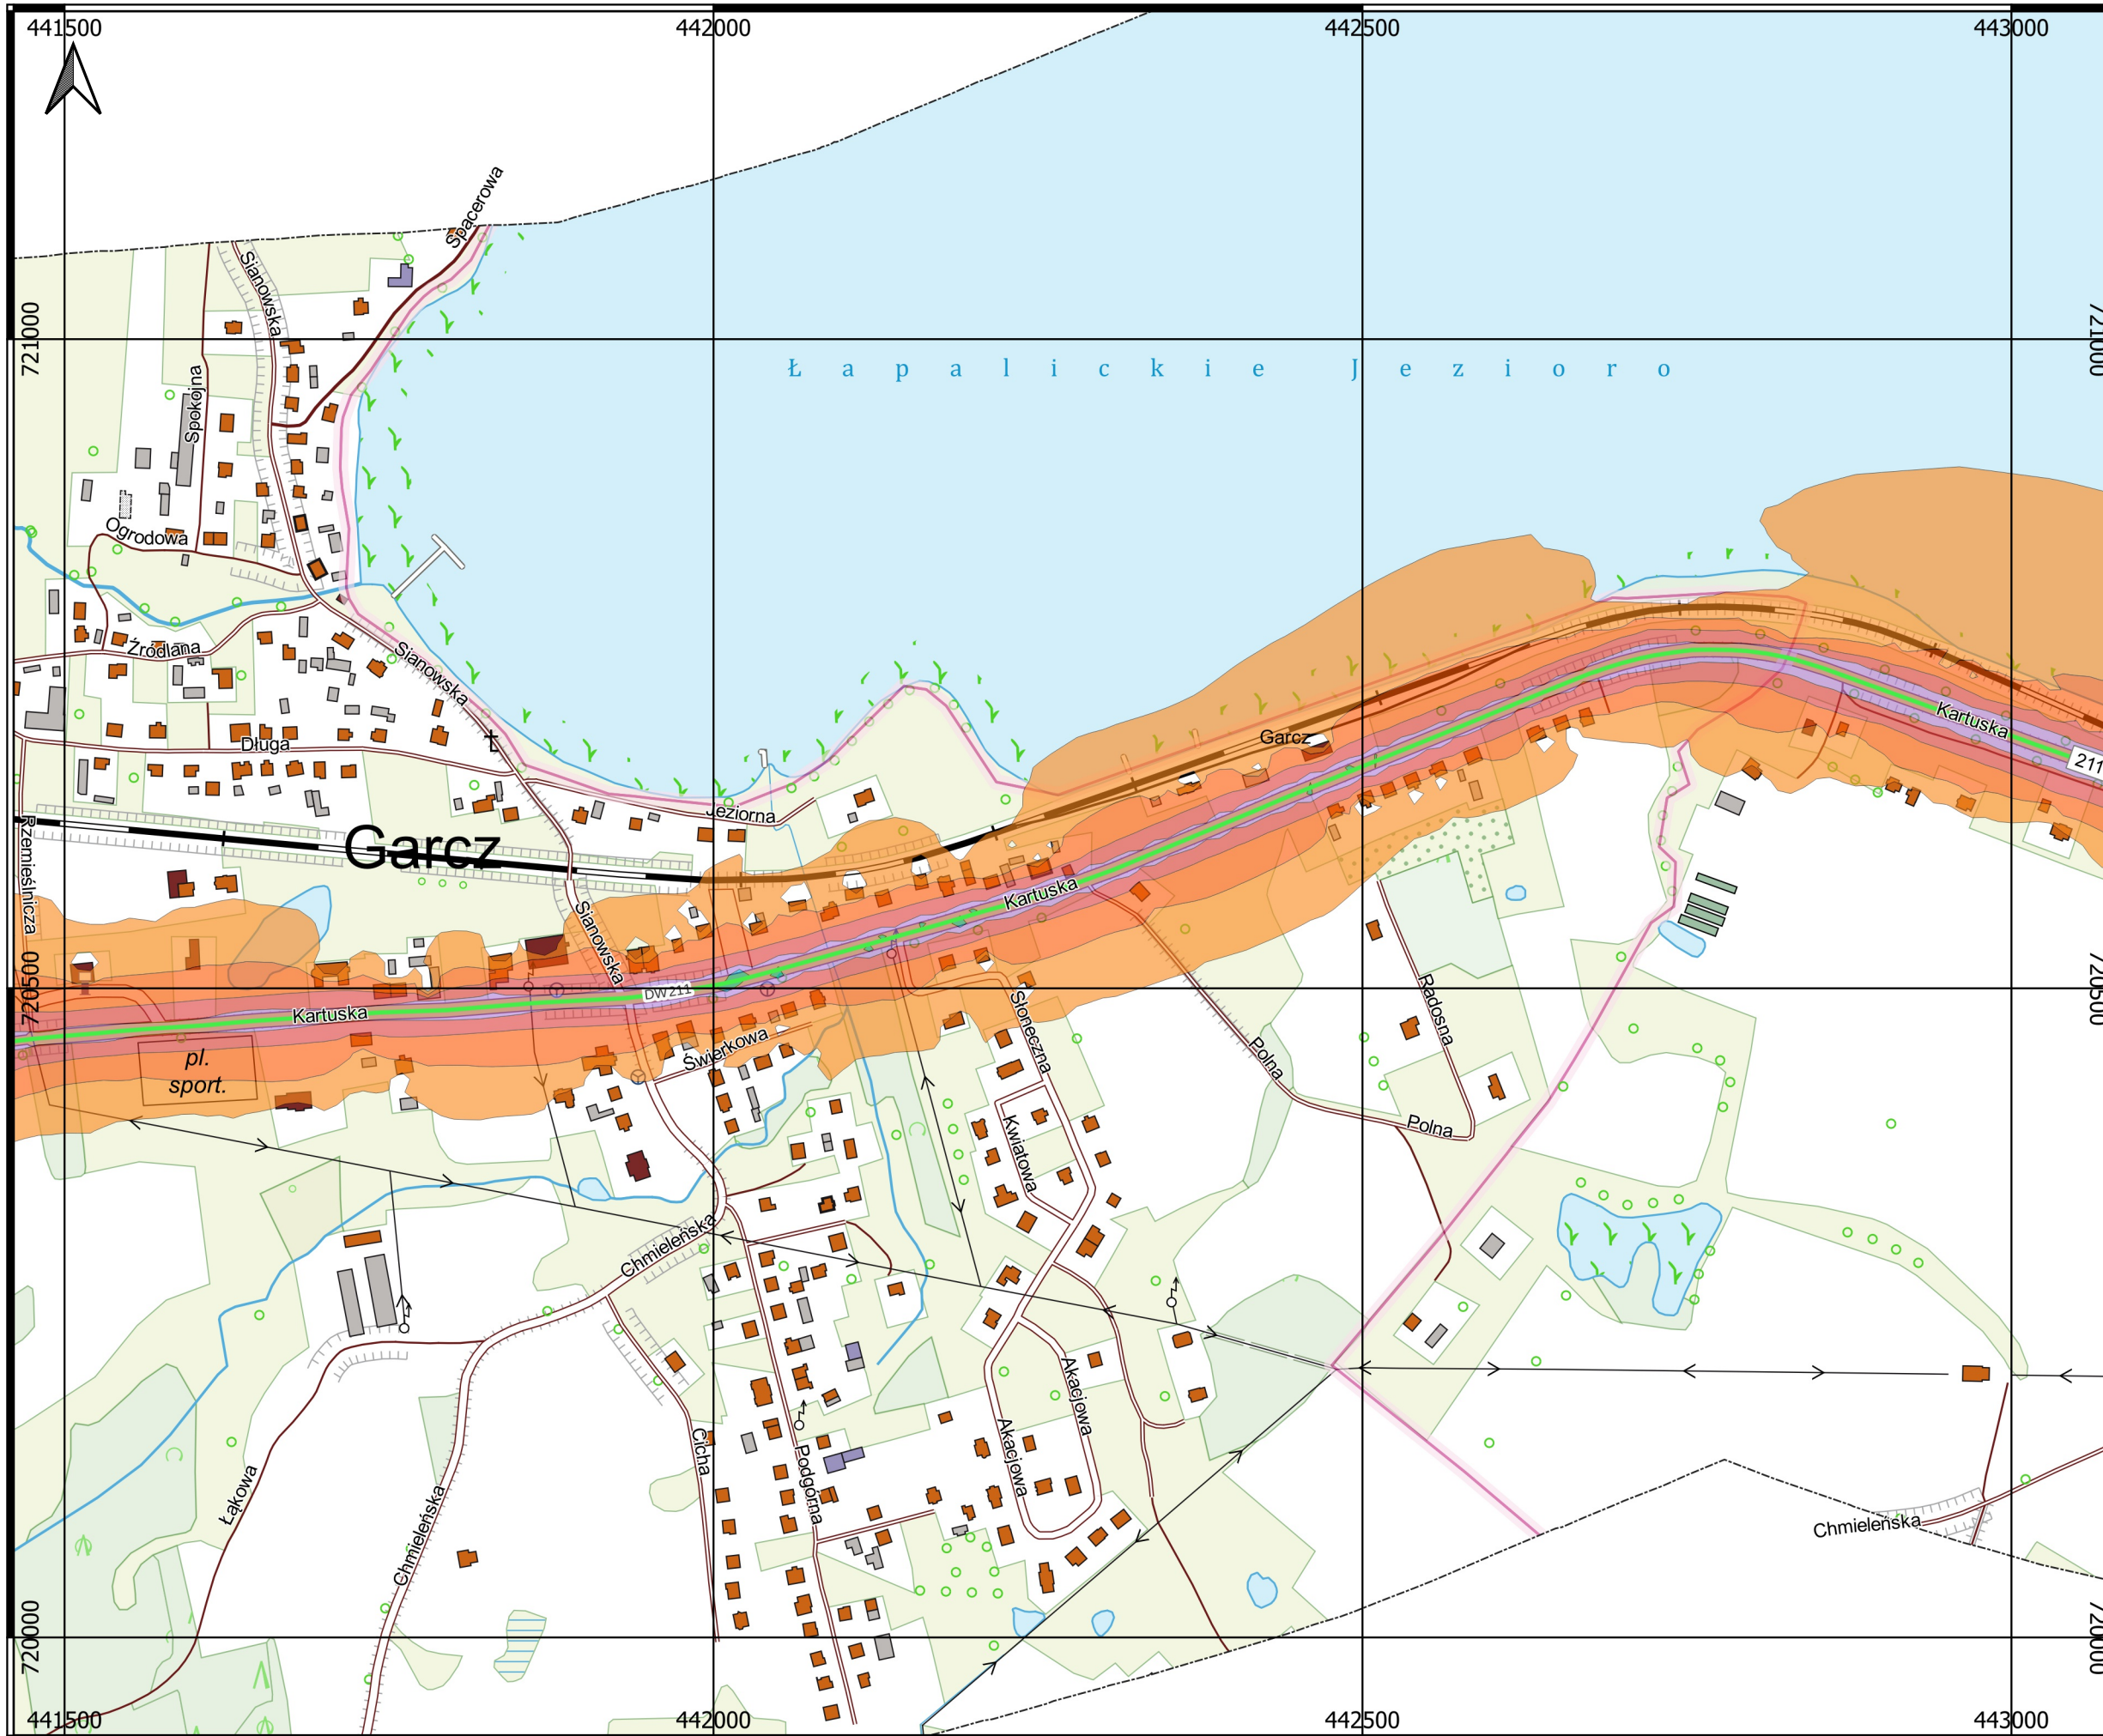 441500
442000
442500
443000
Spacerowa
Sianowska
721000
721000
Łapalickie Jezioro
Spokojna
Ogrodowa
Źródlana
Sianowska
Długa
Garcz
Kartuska
211
Jeziorna
Garcz
Rzemieślnicza
Kartuska
Sianowska
720500
720500
DW211
Kartuska
Słoneczna
Radosna
pl.
sport.
Świerkowa
Polna
Polna
Kwiatowa
Chmieleńska
Akacjowa
Akacjowa
Cicha
Podgórna
Łąkowa
Chmieleńska
Chmieleńska
720000
720000
441500
442000
442500
443000